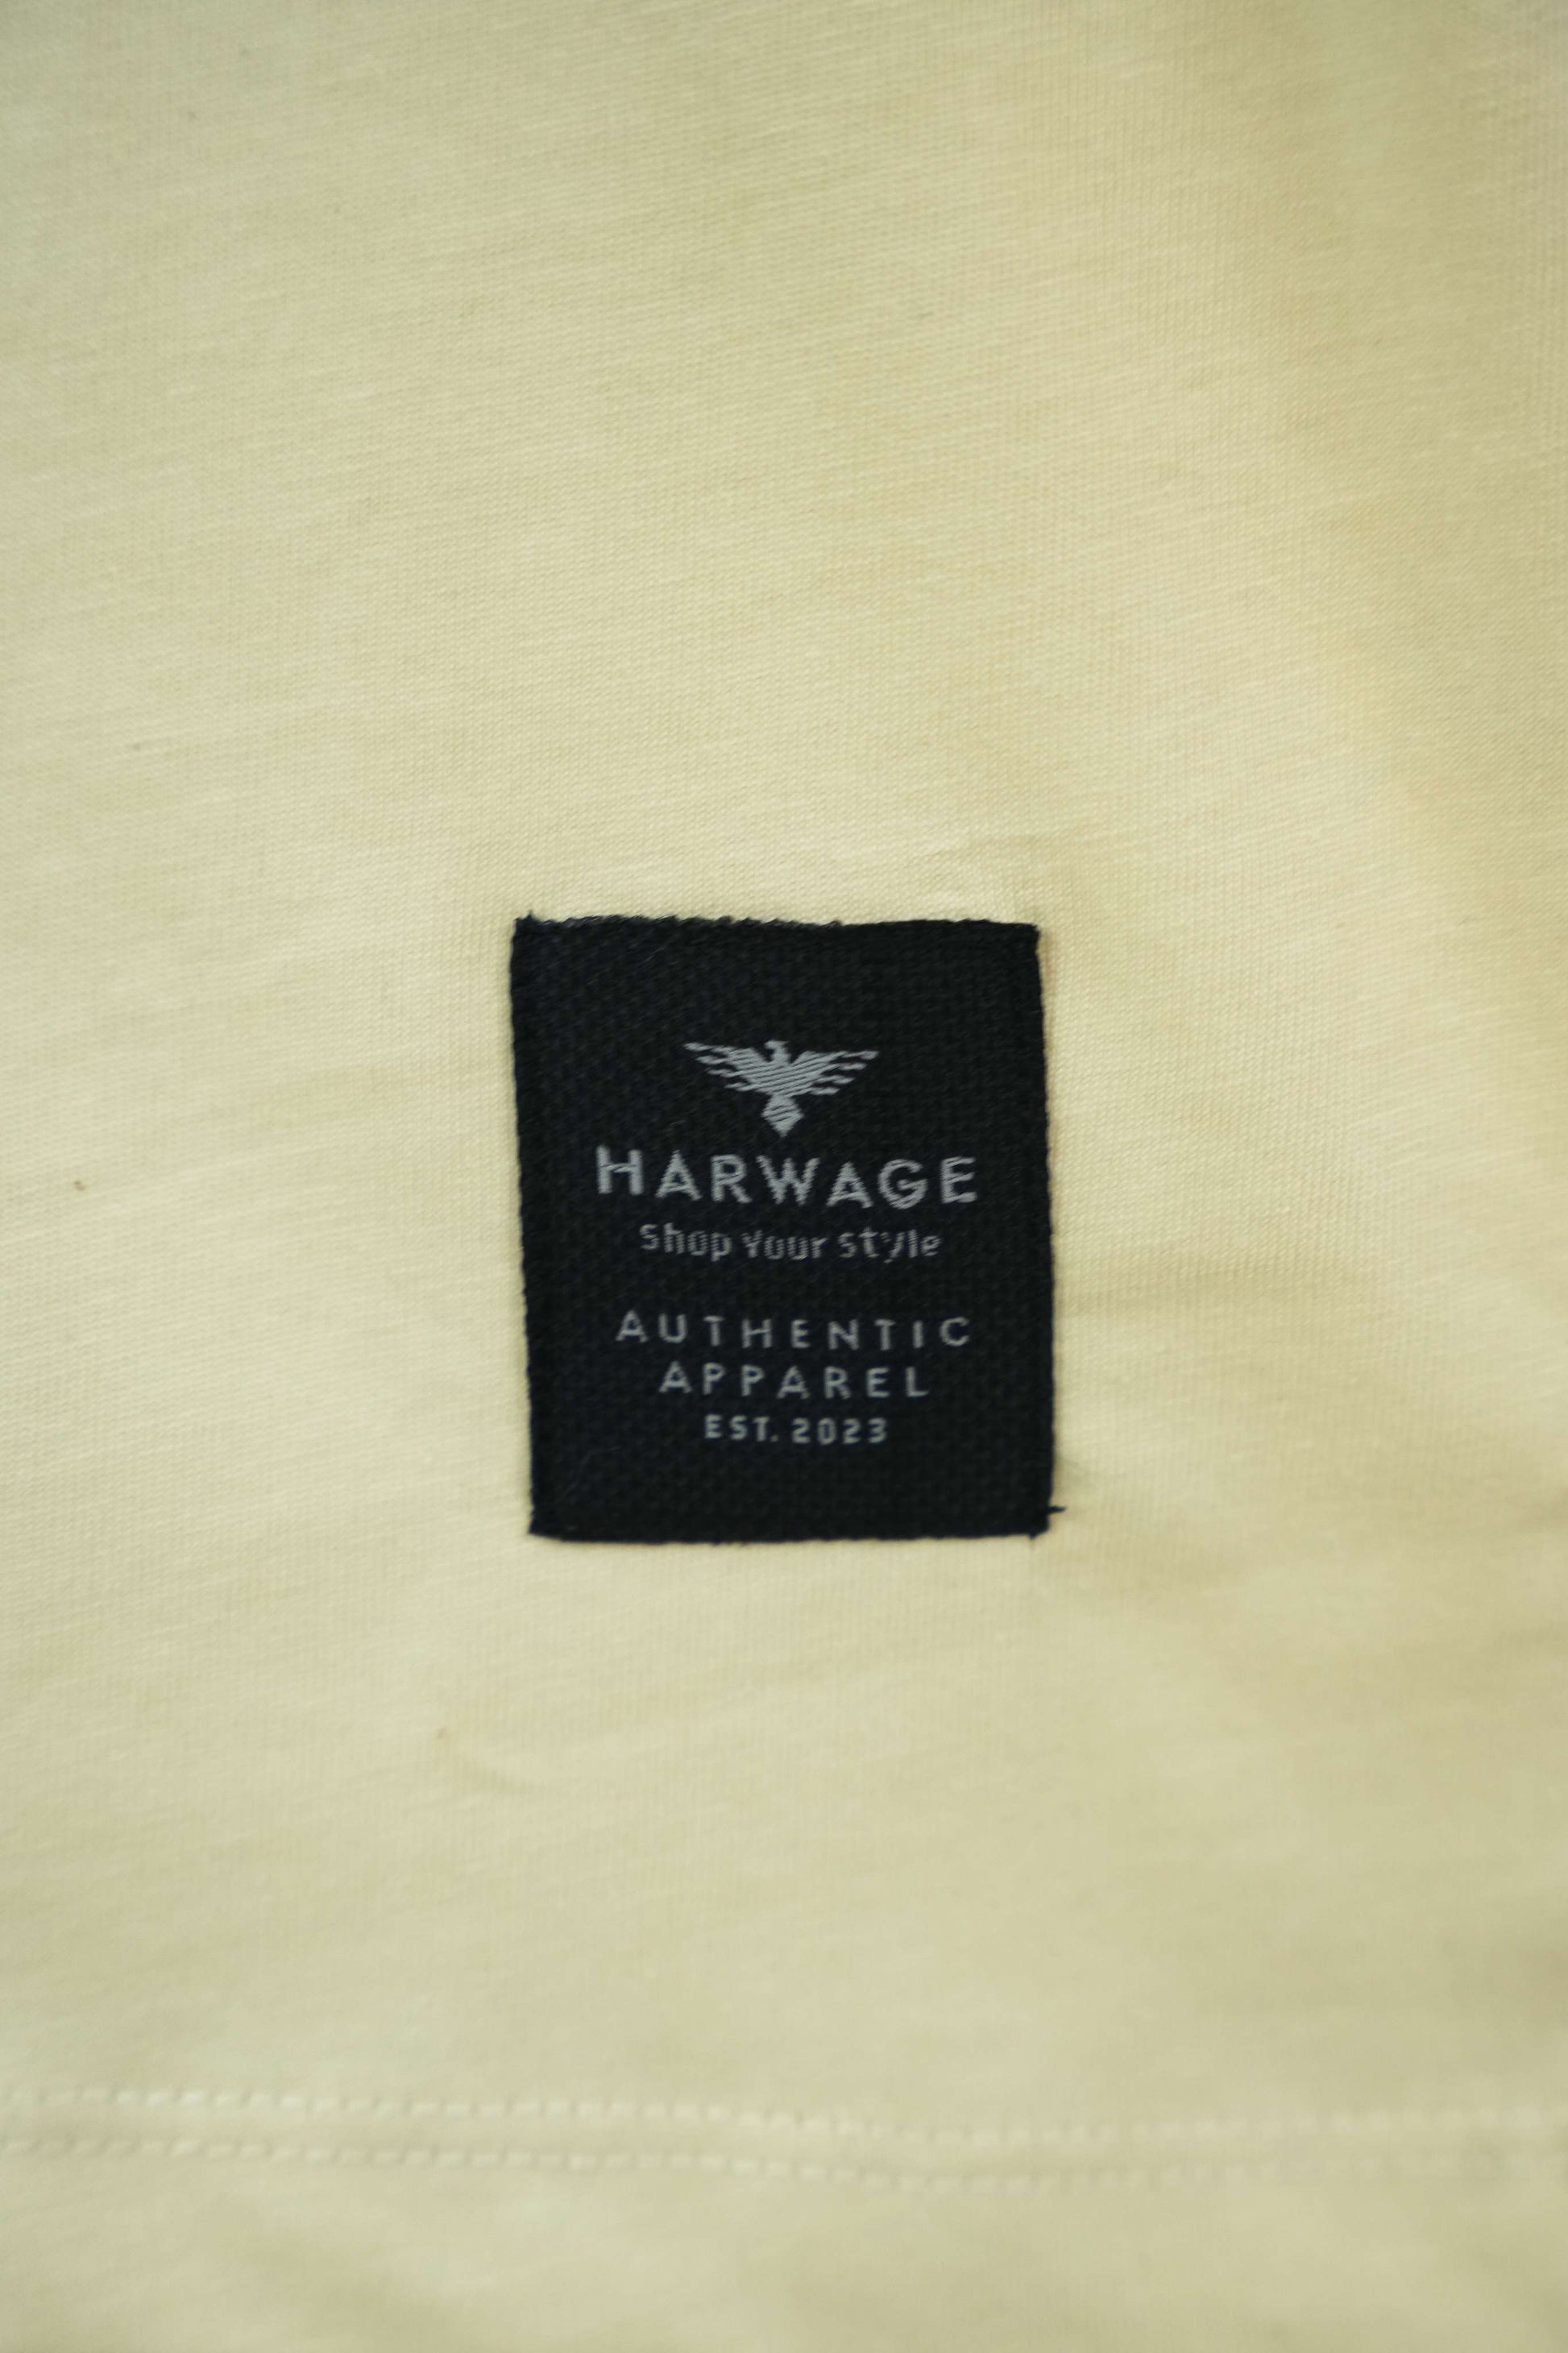 HARWAGE
Shop Your Style
AUTHENTIC
APPAREL
EST. 2023